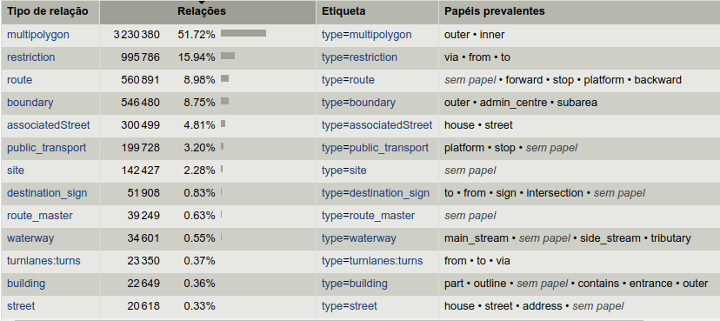 Tipo de relação Relações Etiqueta Papéis prevalentes
multipolygon 3 230 380 51.72% type=multipolygon outer • inner
restriction 995 786 15.94% type=restriction via • from • to
route 560 891 8.98% type=route sem papel • forward • stop • platform • backward
boundary 546 480 8.75% type=boundary outer • admin_centre • subarea
associatedStreet 300 499 4.81% type=associatedStreet house • street
public_transport 199 728 3.20% type=public_transport platform • stop • sem papel
site 142 427 2.28% type=site sem papel
destination_sign 51 908 0.83% type=destination_sign to • from • sign • intersection • sem papel
route_master 39 249 0.63% type=route_master sem papel
waterway 34 601 0.55% type=waterway main_stream • sem papel • side_stream • tributary
turnlanes:turns 23 350 0.37% type=turnlanes:turns from • to • via
building 22 649 0.36% type=building part • outline • sem papel • contains • entrance • outer
street 20 618 0.33% type=street house • street • address • sem papel